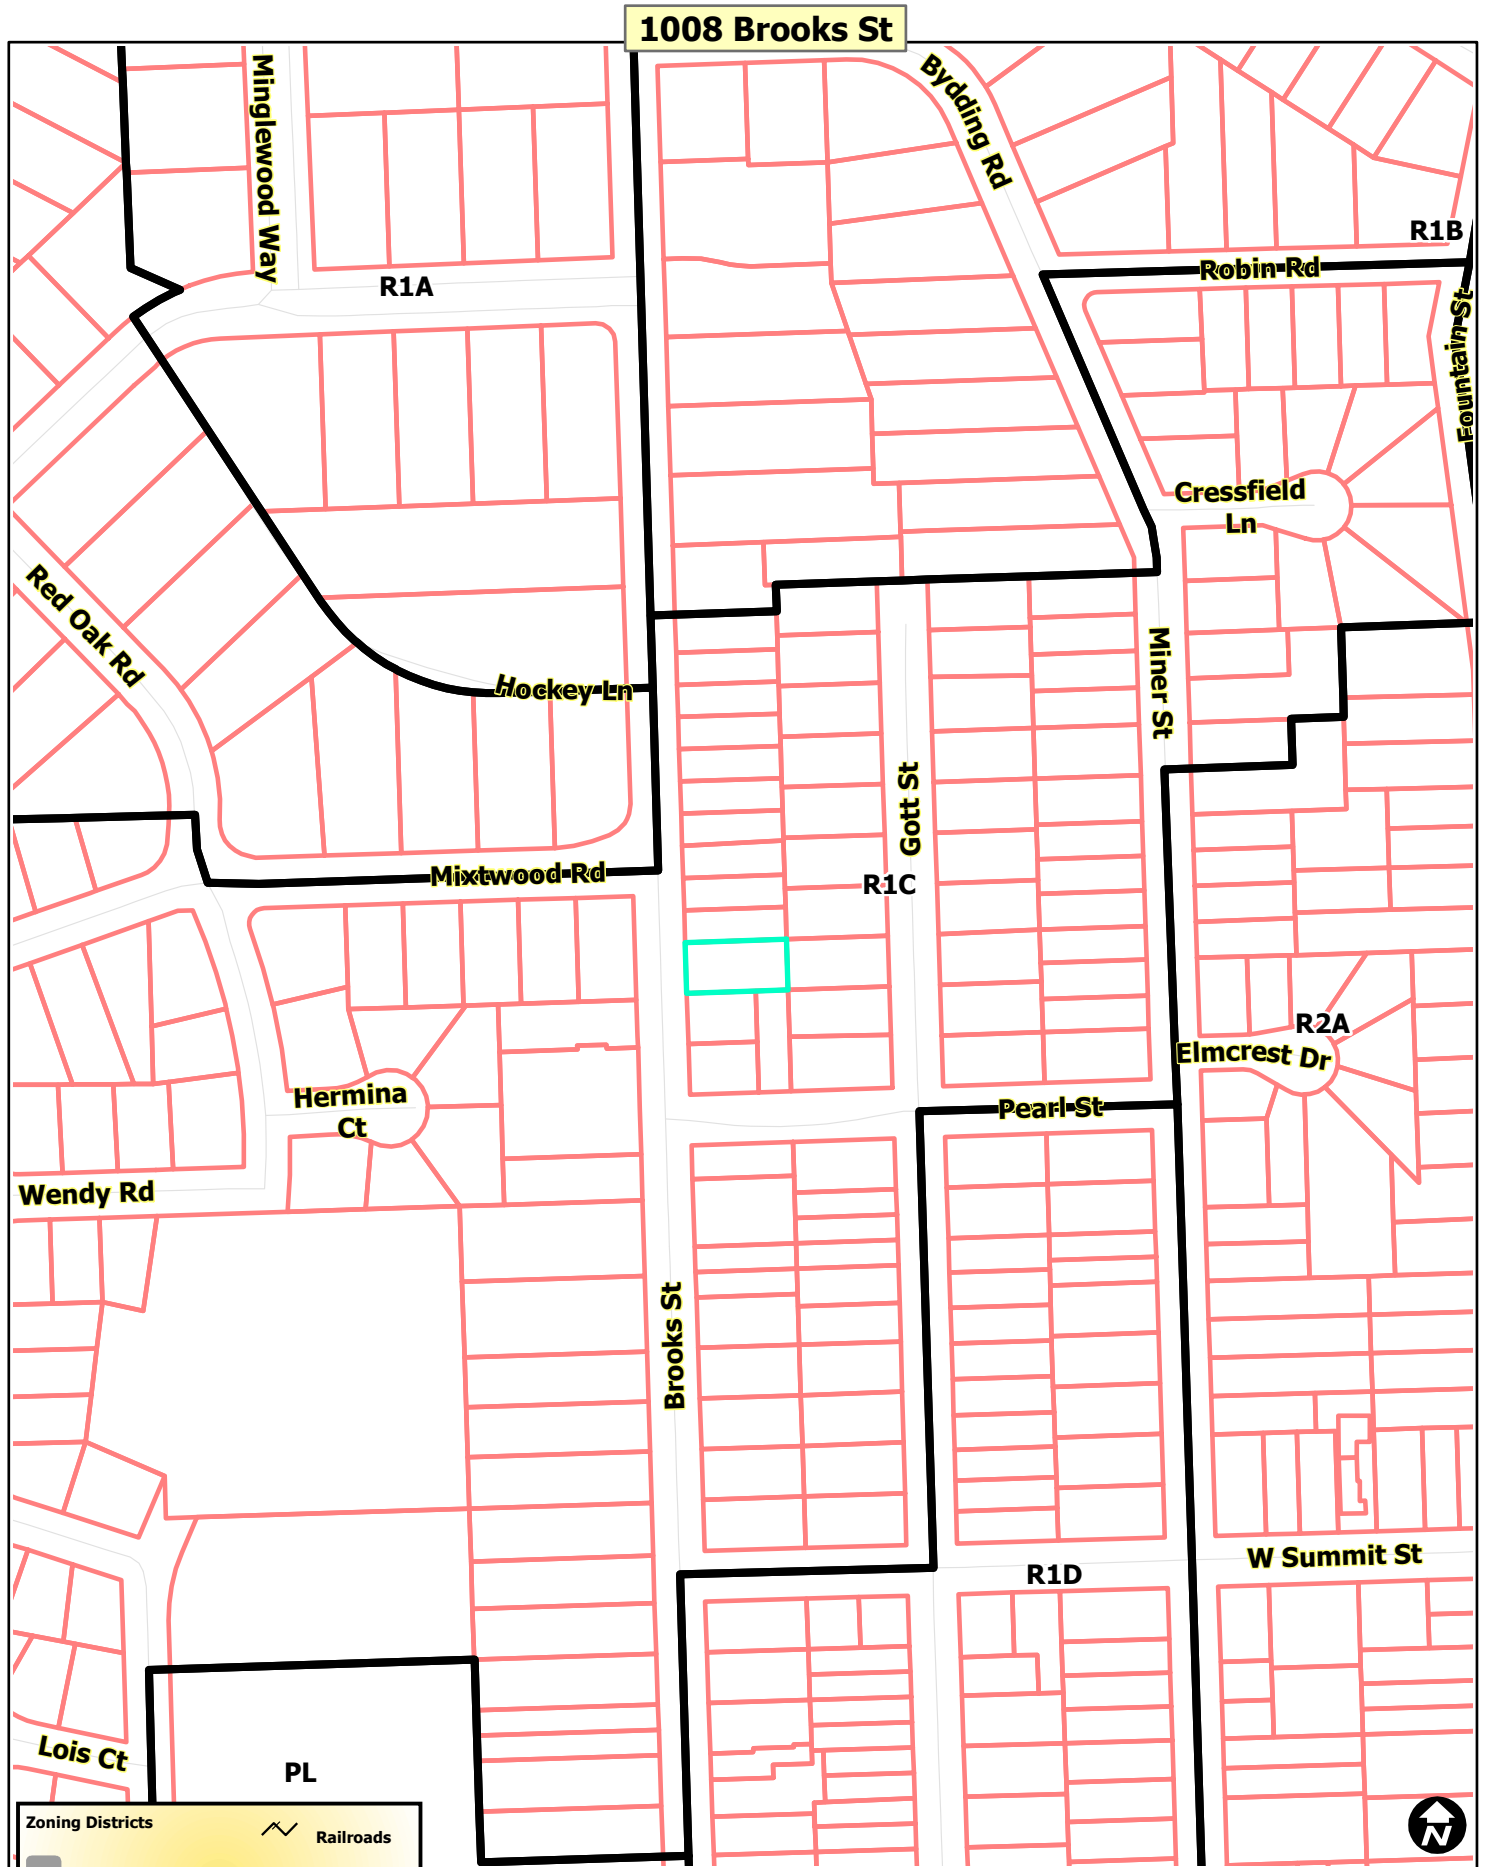 1008 Brooks St
Minglewood Way
Bydding Rd
R1B
Robin Rd
R1A
Fountain St
Cressfield
Ln
Red Oak Rd
Miner St
Hockey Ln
Gott St
Mixtwood Rd
R1C
R2A
Elmcrest Dr
Hermina
Ct
Pearl St
Wendy Rd
Brooks St
W Summit St
R1D
Lois Ct
PL
Zoning Districts
Railroads
N